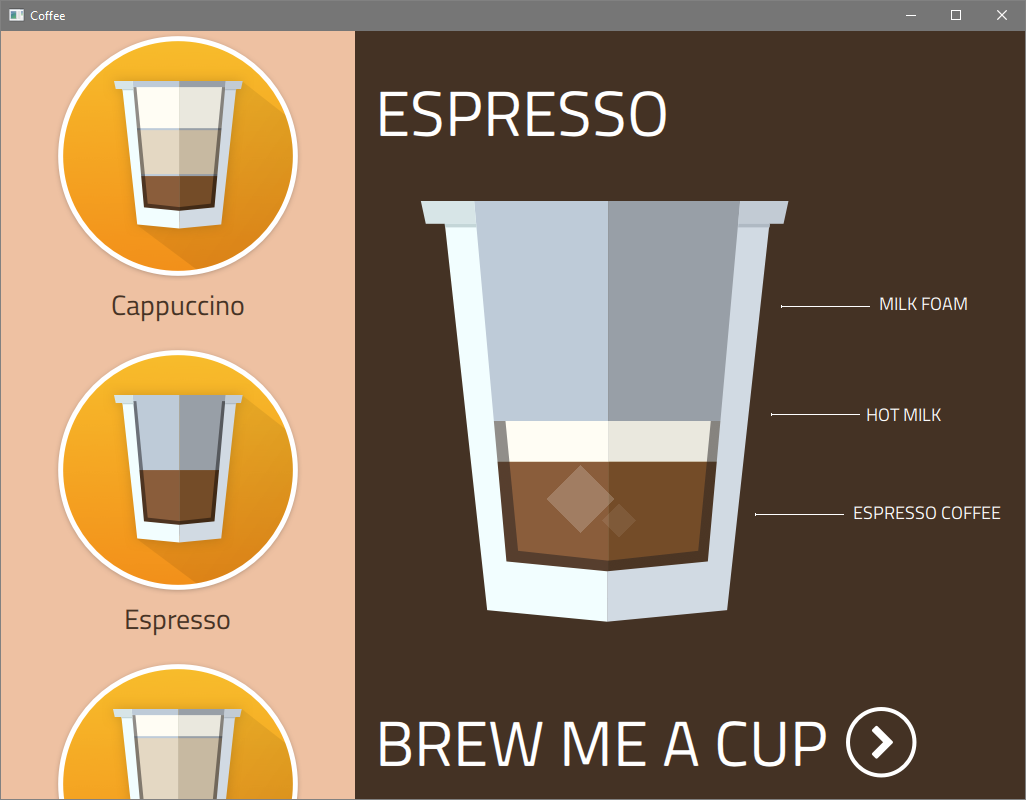 Coffee
Cappuccino
Espresso
ESPRESSO
MILK FOAM
HOT MILK
ESPRESSO COFFEE
BREW ME A CUP